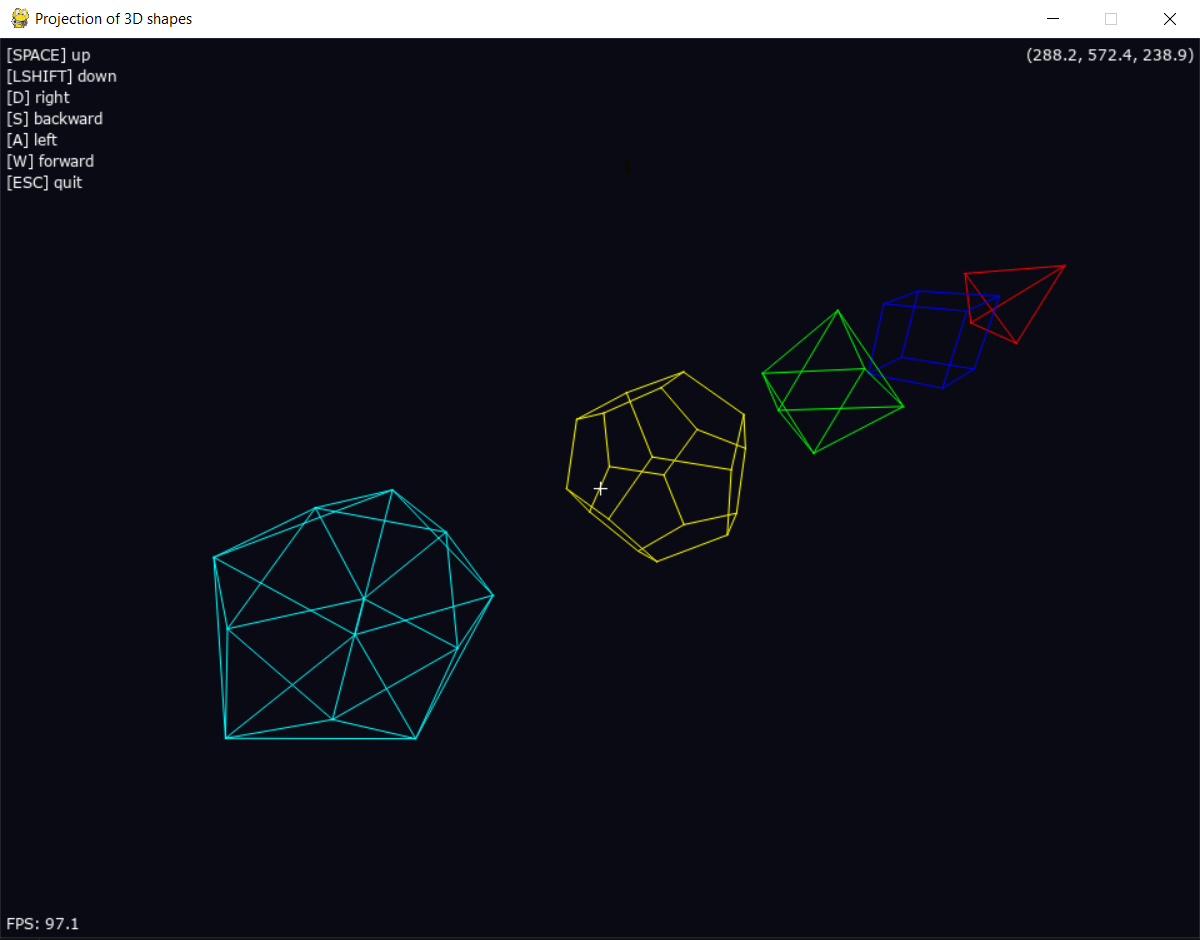 Projection of 3D shapes
[SPACE] up
(288.2, 572.4, 238.9)
[LSHIFT] down
[D] right
[S] backward
[A] left
[W] forward
[ESC] quit
FPS: 97.1